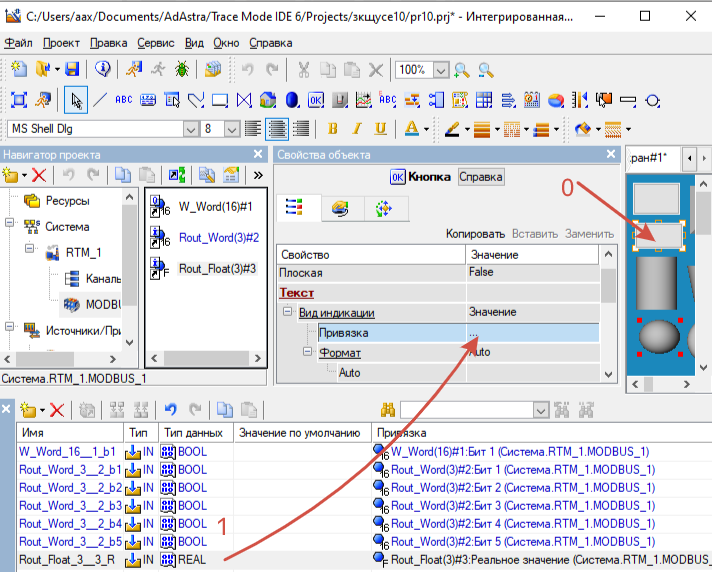 C:/Users/aax/Documents/AdAstra/Trace Mode IDE 6/Projects/зкщусе10/pr10.prj* - Интегрированная...
Файл Проект Правка Сервис Вид Окно Справка
100%
ABC OK ABC
MS Shell Dlg 8 B I U A
Навигатор проекта
Ресурсы
Система
RTM_1
Каналы
MODBU
Источники/При
Система.RTM_1.MODBUS_1
W_Word(16)#1
Rout_Word(3)#2
Rout_Float(3)#3
Свойства объекта
OK Кнопка Справка
Копировать Вставить Заменить
Свойство Значение
Плоская False
Текст
Вид индикации Значение
Привязка ...
Формат Auto
Auto
.ран#1*
0
1
Имя Тип Тип данных Значение по умолчанию Привязка
W_Word_16__1_b1 IN BOOL W_Word(16)#1:Бит 1 (Система.RTM_1.MODBUS_1)
Rout_Word_3__2_b1 IN BOOL Rout_Word(3)#2:Бит 1 (Система.RTM_1.MODBUS_1)
Rout_Word_3__2_b2 IN BOOL Rout_Word(3)#2:Бит 2 (Система.RTM_1.MODBUS_1)
Rout_Word_3__2_b3 IN BOOL Rout_Word(3)#2:Бит 3 (Система.RTM_1.MODBUS_1)
Rout_Word_3__2_b4 IN BOOL Rout_Word(3)#2:Бит 4 (Система.RTM_1.MODBUS_1)
Rout_Word_3__2_b5 IN BOOL Rout_Word(3)#2:Бит 5 (Система.RTM_1.MODBUS_1)
Rout_Float_3__3_R IN REAL Rout_Float(3)#3:Реальное значение (Система.RTM_1.MODBUS